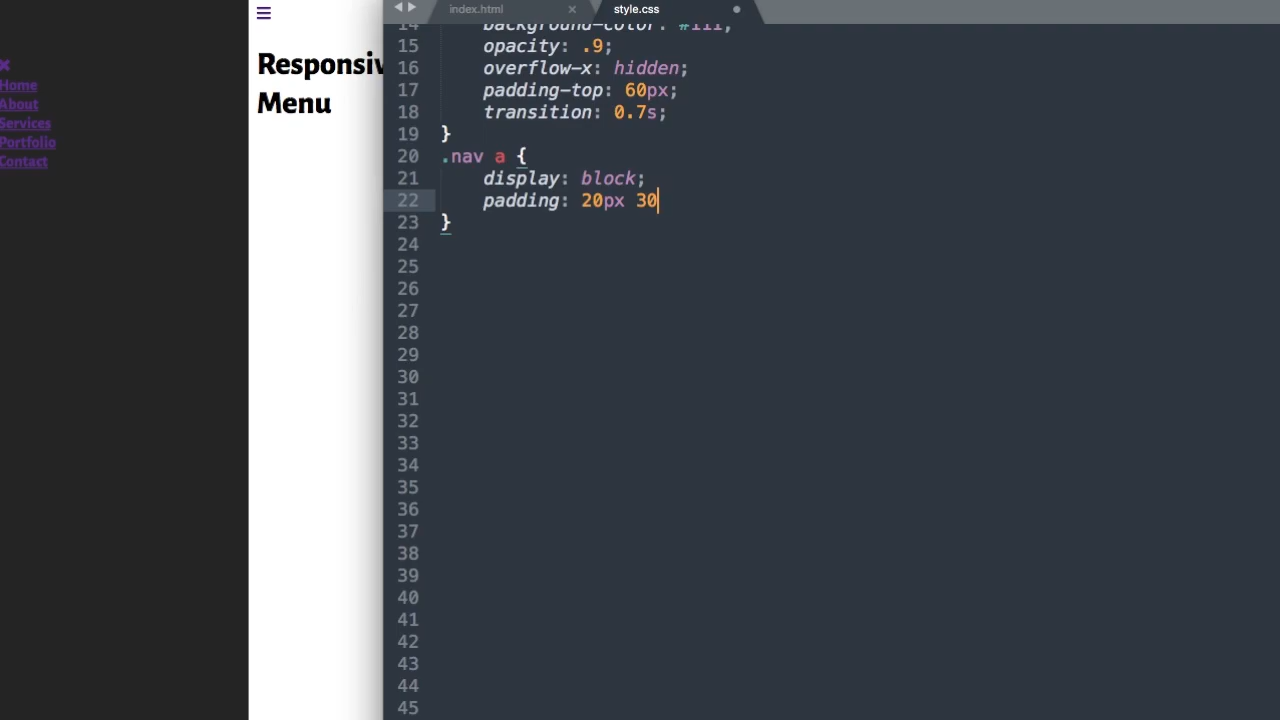 Home
About
Services
Portfolio
Contact
Responsiv
Menu
index.html
style.css
14 background-color: #111;
15 opacity: .9;
16 overflow-x: hidden;
17 padding-top: 60px;
18 transition: 0.7s;
19 }
20 .nav a {
21 display: block;
22 padding: 20px 30
23 }
24
25
26
27
28
29
30
31
32
33
34
35
36
37
38
39
40
41
42
43
44
45